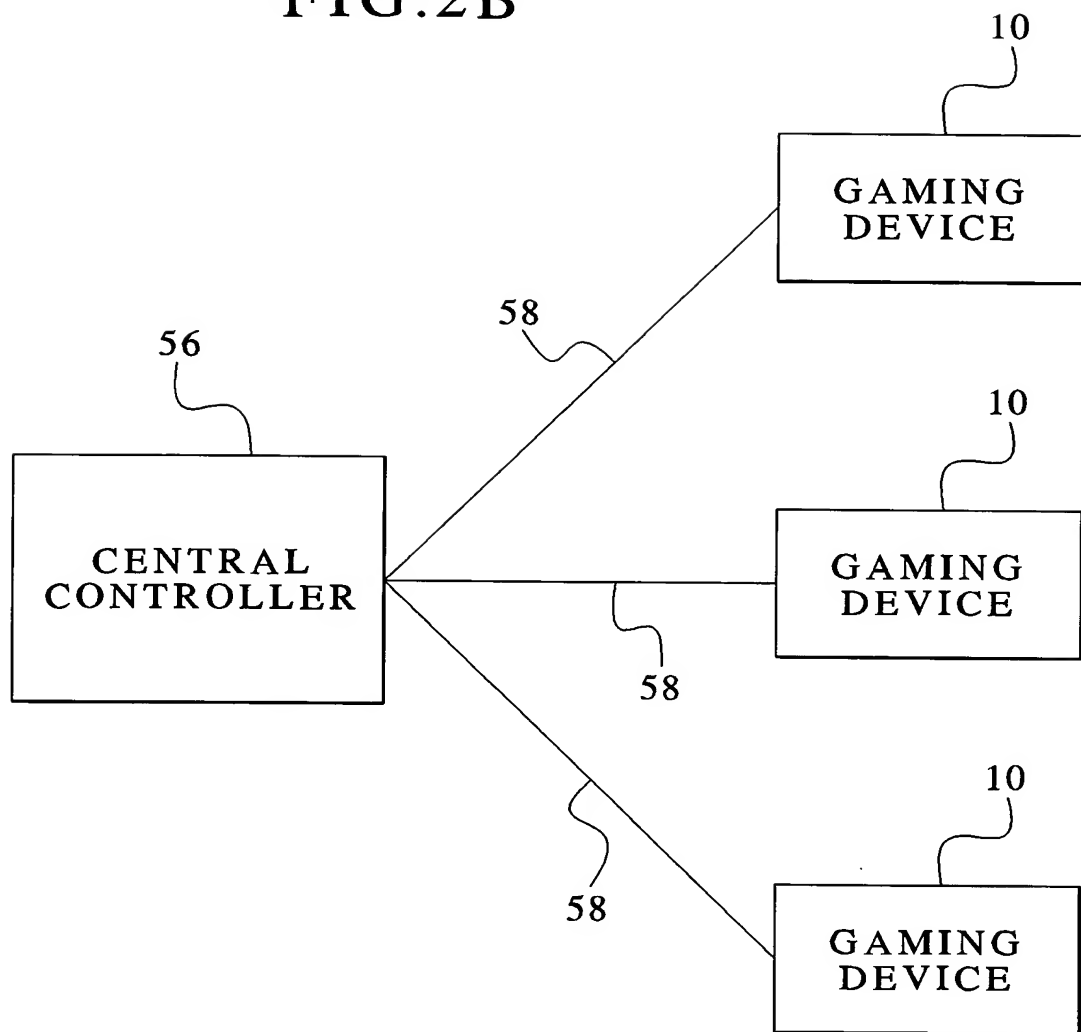 FIG.2B
10
GAMING
DEVICE
58
56
10
CENTRAL
CONTROLLER
GAMING
DEVICE
58
10
58
GAMING
DEVICE